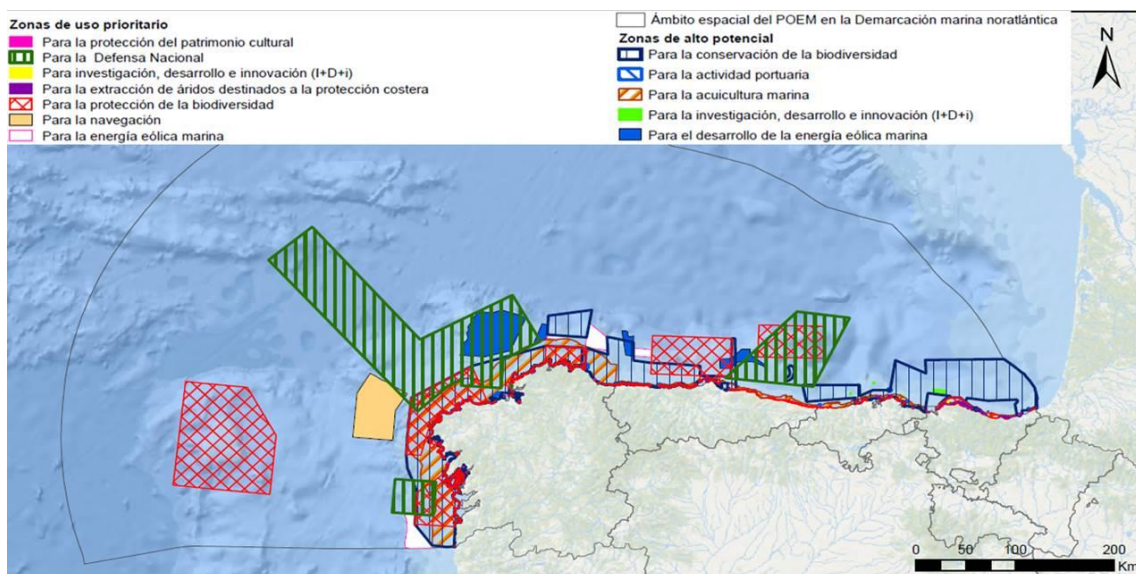 Zonas de uso prioritario
Para la protección del patrimonio cultural
Para la Defensa Nacional
Para investigación, desarrollo e innovación (I+D+i)
Para la extracción de áridos destinados a la protección costera
Para la protección de la biodiversidad
Para la navegación
Para la energía eólica marina
Ámbito espacial del POEM en la Demarcación marina noratlántica
Zonas de alto potencial
Para la conservación de la biodiversidad
Para la actividad portuaria
Para la acuicultura marina
Para la investigación, desarrollo e innovación (I+D+i)
Para el desarrollo de la energía eólica marina
N
0 50 100 200
Km